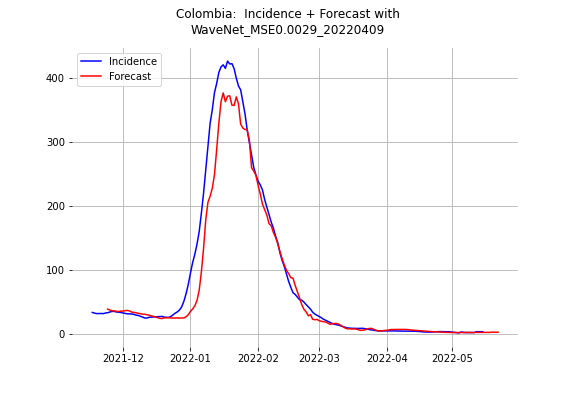 Colombia:  Incidence + Forecast with
WaveNet_MSE0.0029_20220409
Incidence
Forecast
400
300
200
100
0
2021-12 2022-01 2022-02 2022-03 2022-04 2022-05